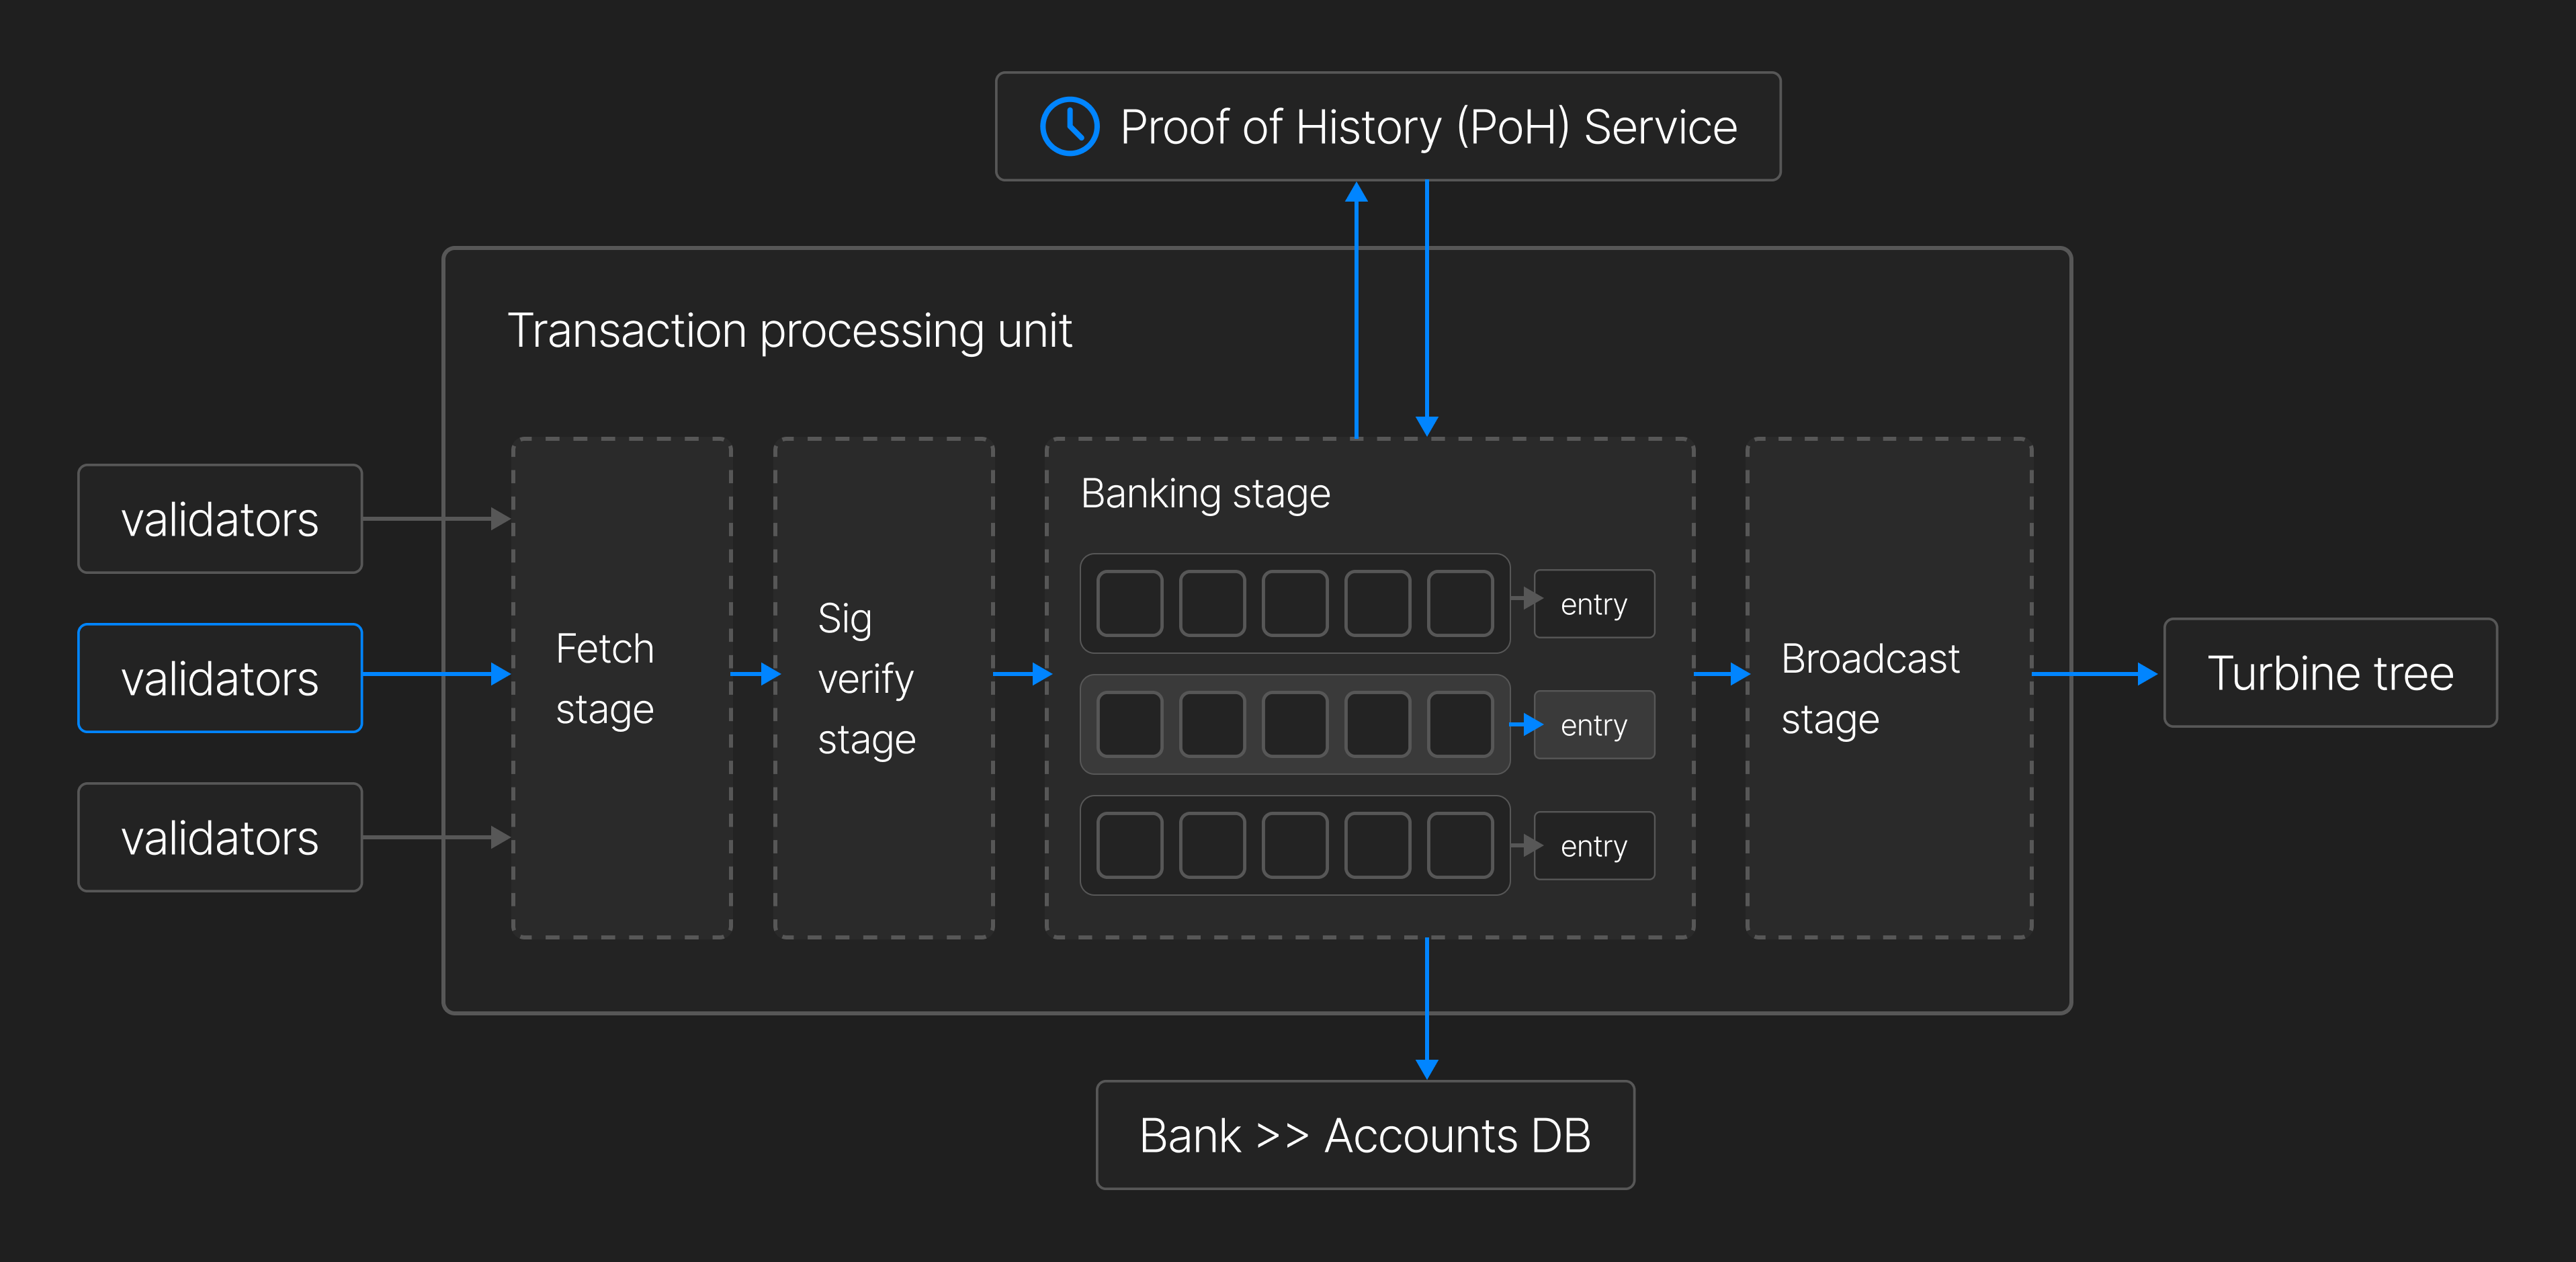 Proof of History (PoH) Service
Transaction processing unit
validators
validators
validators
Fetch
stage
Sig
verify
stage
Banking stage
entry
entry
entry
Broadcast
stage
Turbine tree
Bank >> Accounts DB